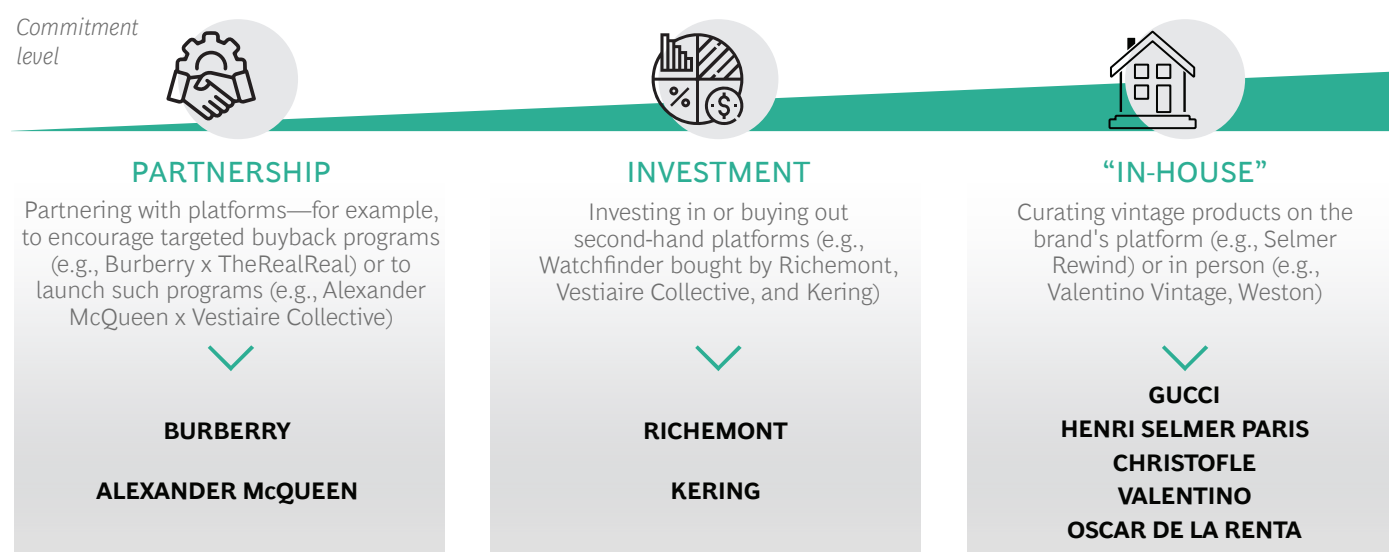 Commitment
level
PARTNERSHIP
Partnering with platforms—for example,
to encourage targeted buyback programs
(e.g., Burberry x TheRealReal) or to
launch such programs (e.g., Alexander
McQueen x Vestiaire Collective)
BURBERRY
ALEXANDER McQUEEN
%
$
INVESTMENT
Investing in or buying out
second-hand platforms (e.g.,
Watchfinder bought by Richemont,
Vestiaire Collective, and Kering)
RICHEMONT
KERING
“IN-HOUSE”
Curating vintage products on the
brand's platform (e.g., Selmer
Rewind) or in person (e.g.,
Valentino Vintage, Weston)
GUCCI
HENRI SELMER PARIS
CHRISTOFLE
VALENTINO
OSCAR DE LA RENTA